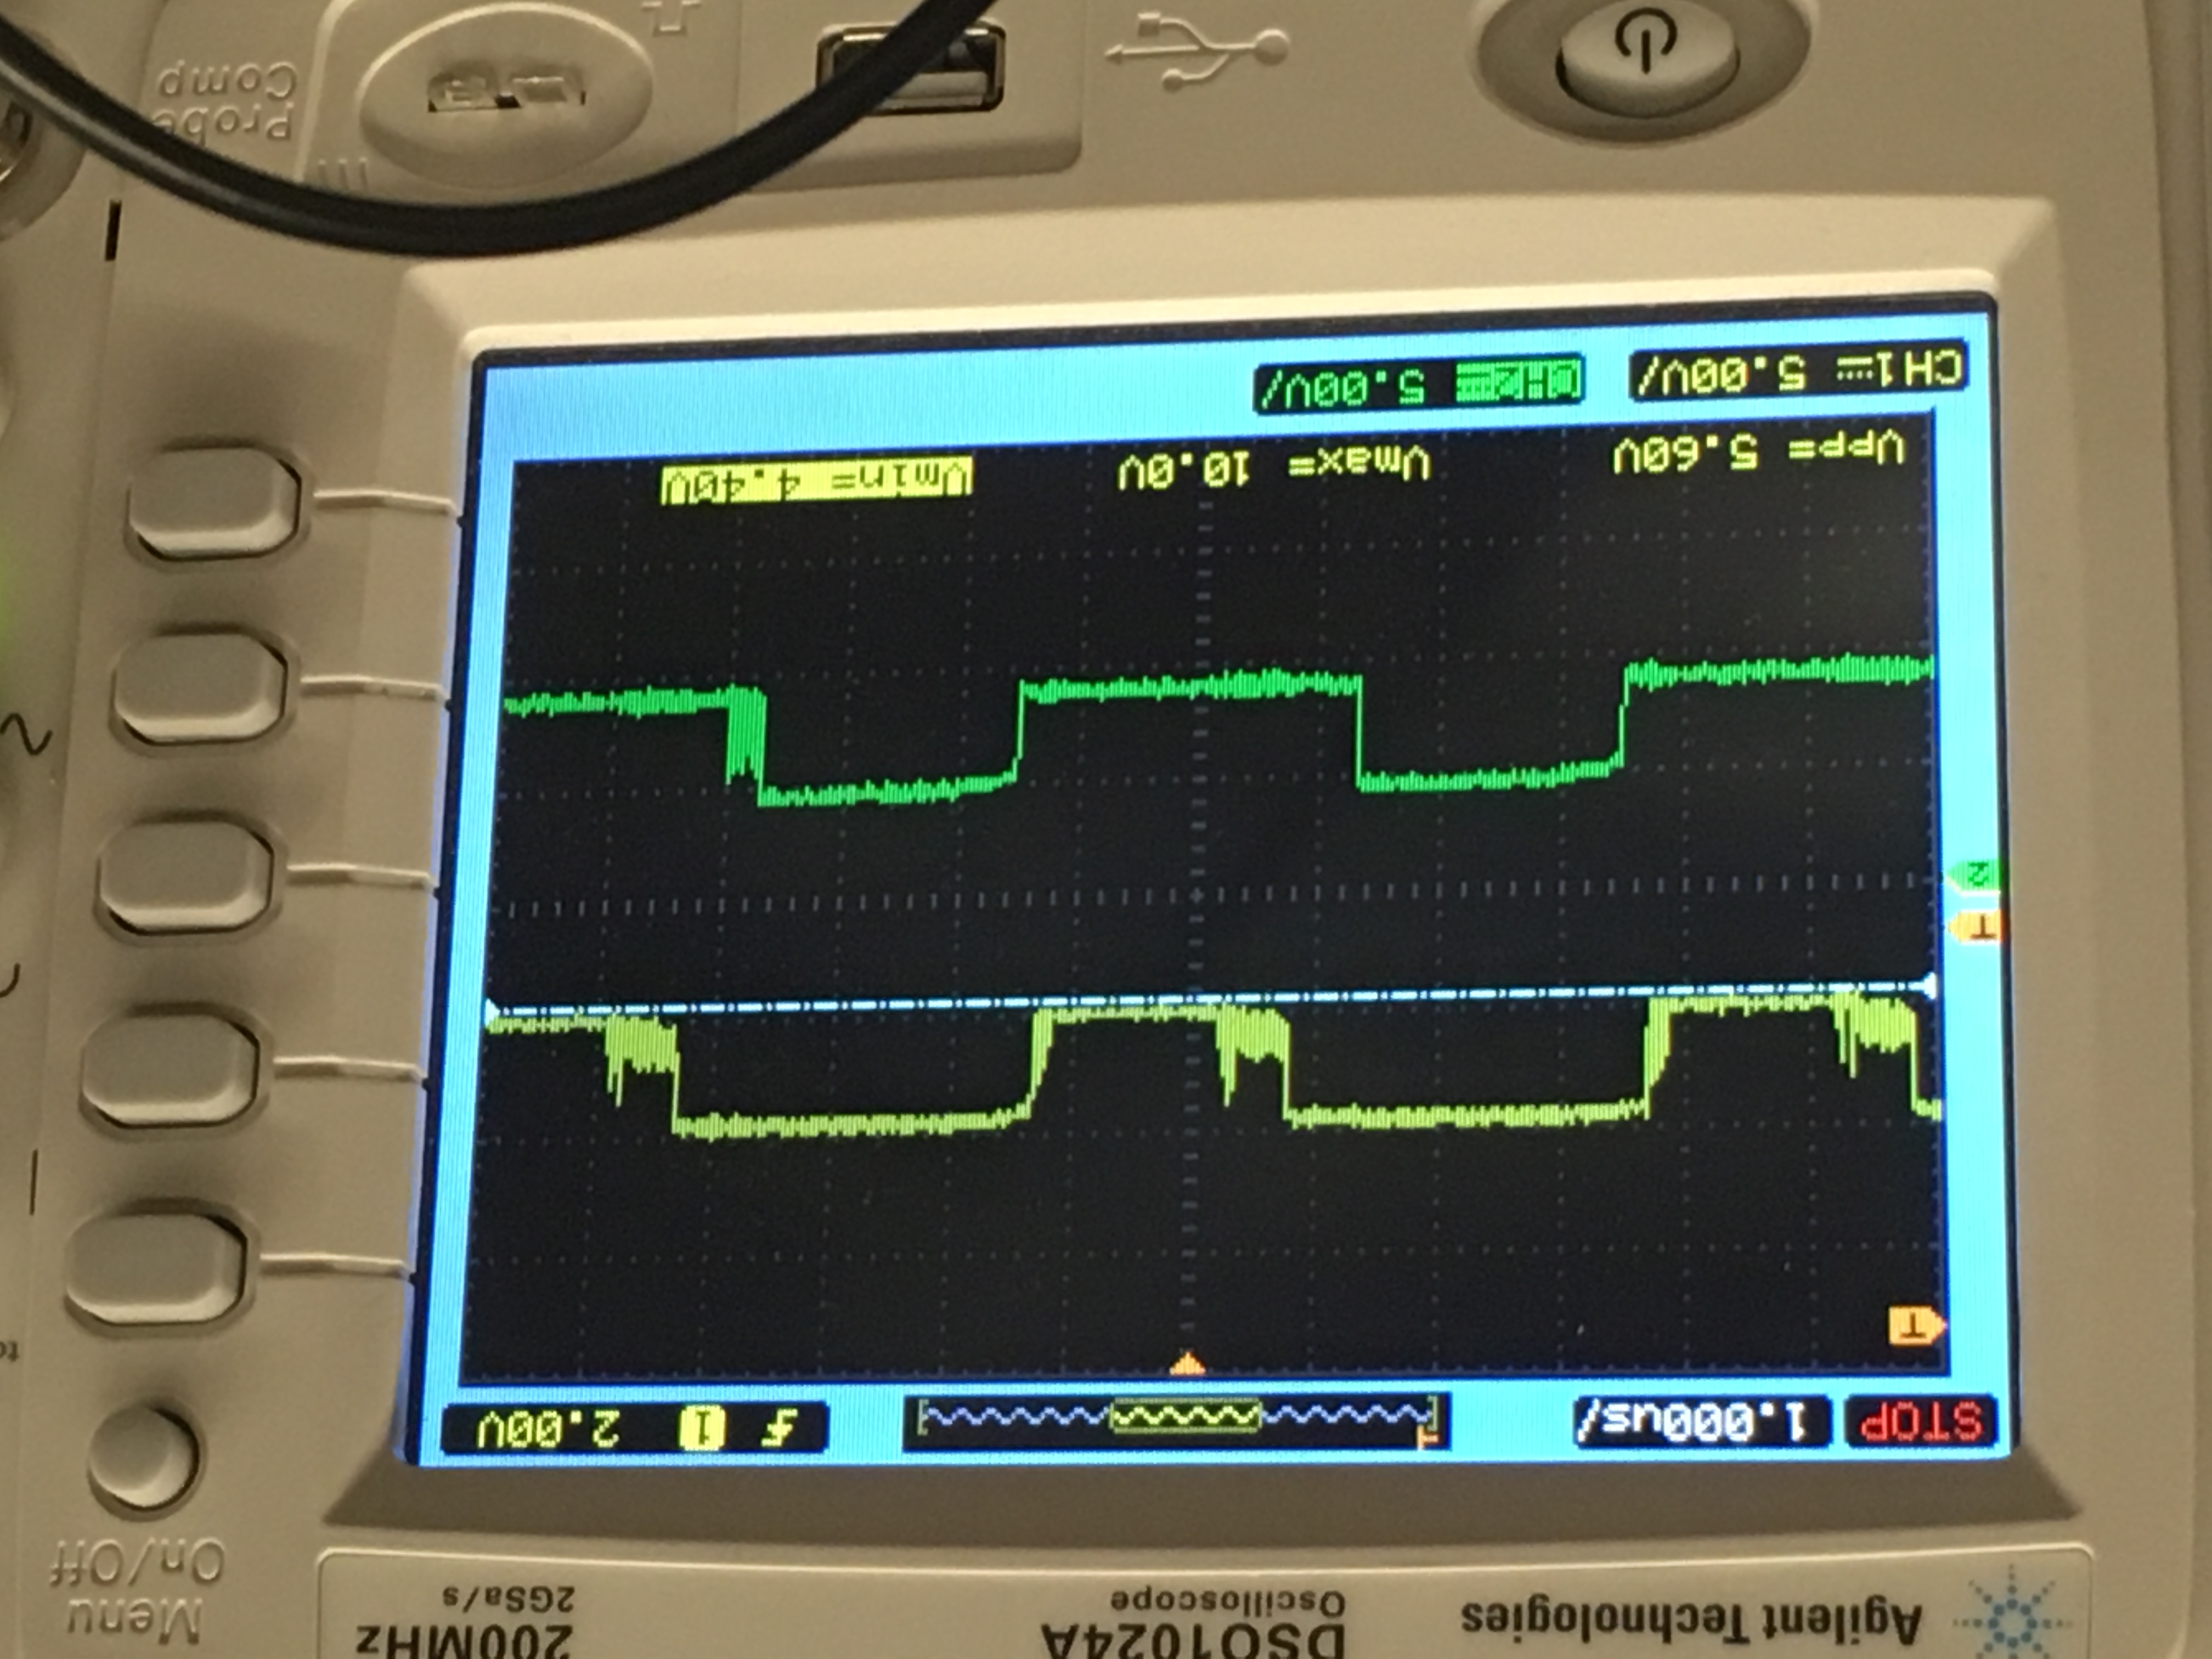 Agilent Technologies
DSO1024A
Oscilloscope
200MHz
2GSa/s
Menu
On/Off
STOP
1.000us/
T
1
2.00V
T
T
2
Vpp= 5.60V
Vmax= 10.0V
Vmin= 4.40V
CH1 5.00V/
CH2 5.00V/
Probe
Comp